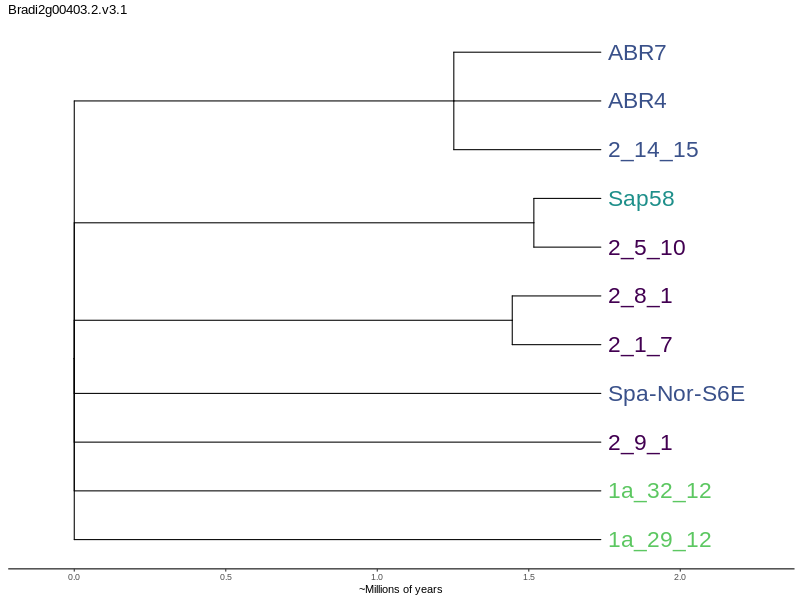 Bradi2g00403.2.v3.1
ABR7
ABR4
2_14_15
Sap58
2_5_10
2_8_1
2_1_7
Spa-Nor-S6E
2_9_1
1a_32_12
1a_29_12
0.0 0.5 1.0 1.5 2.0
~Millions of years